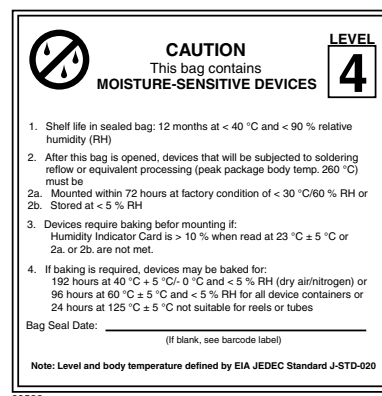 LEVEL
4
CAUTION
This bag contains
MOISTURE-SENSITIVE DEVICES
1. Shelf life in sealed bag: 12 months at < 40 °C and < 90 % relative
humidity (RH)
2. After this bag is opened, devices that will be subjected to soldering
reflow or equivalent processing (peak package body temp. 260 °C)
must be
2a. Mounted within 72 hours at factory condition of < 30 °C/60 % RH or
2b. Stored at < 5 % RH
3. Devices require baking befor mounting if:
Humidity Indicator Card is > 10 % when read at 23 °C ± 5 °C or
2a. or 2b. are not met.
4. If baking is required, devices may be baked for:
192 hours at 40 °C + 5 °C/- 0 °C and < 5 % RH (dry air/nitrogen) or
96 hours at 60 °C ± 5 °C and < 5 % RH for all device containers or
24 hours at 125 °C ± 5 °C not suitable for reels or tubes
Bag Seal Date:
(If blank, see barcode label)
Note: Level and body temperature defined by EIA JEDEC Standard J-STD-020